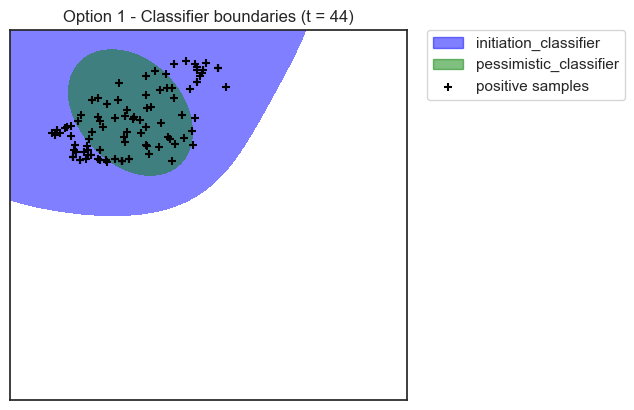 Option 1 - Classifier boundaries (t = 44)
initiation_classifier
pessimistic_classifier
positive samples